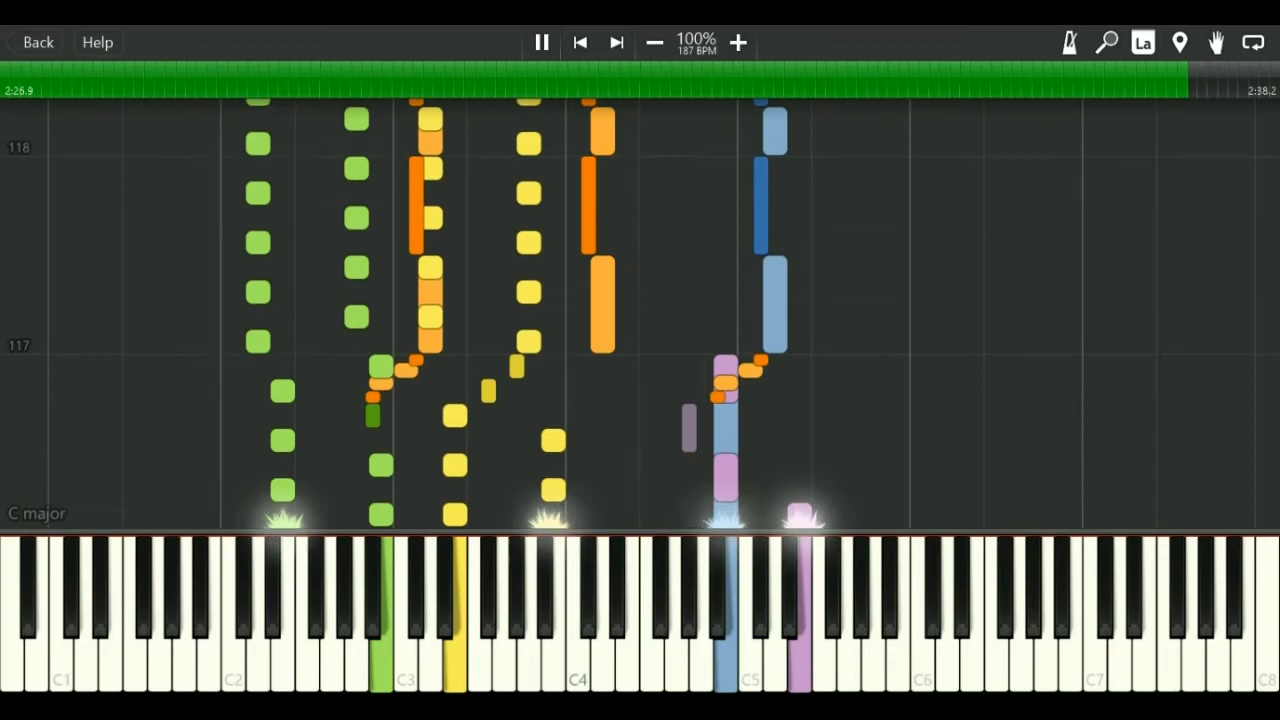 Back Help 100% La
187 BPM
2:26.9 2:38.2
118
117
C major
C1 C2 C3 C4 C5 C6 C7 C8